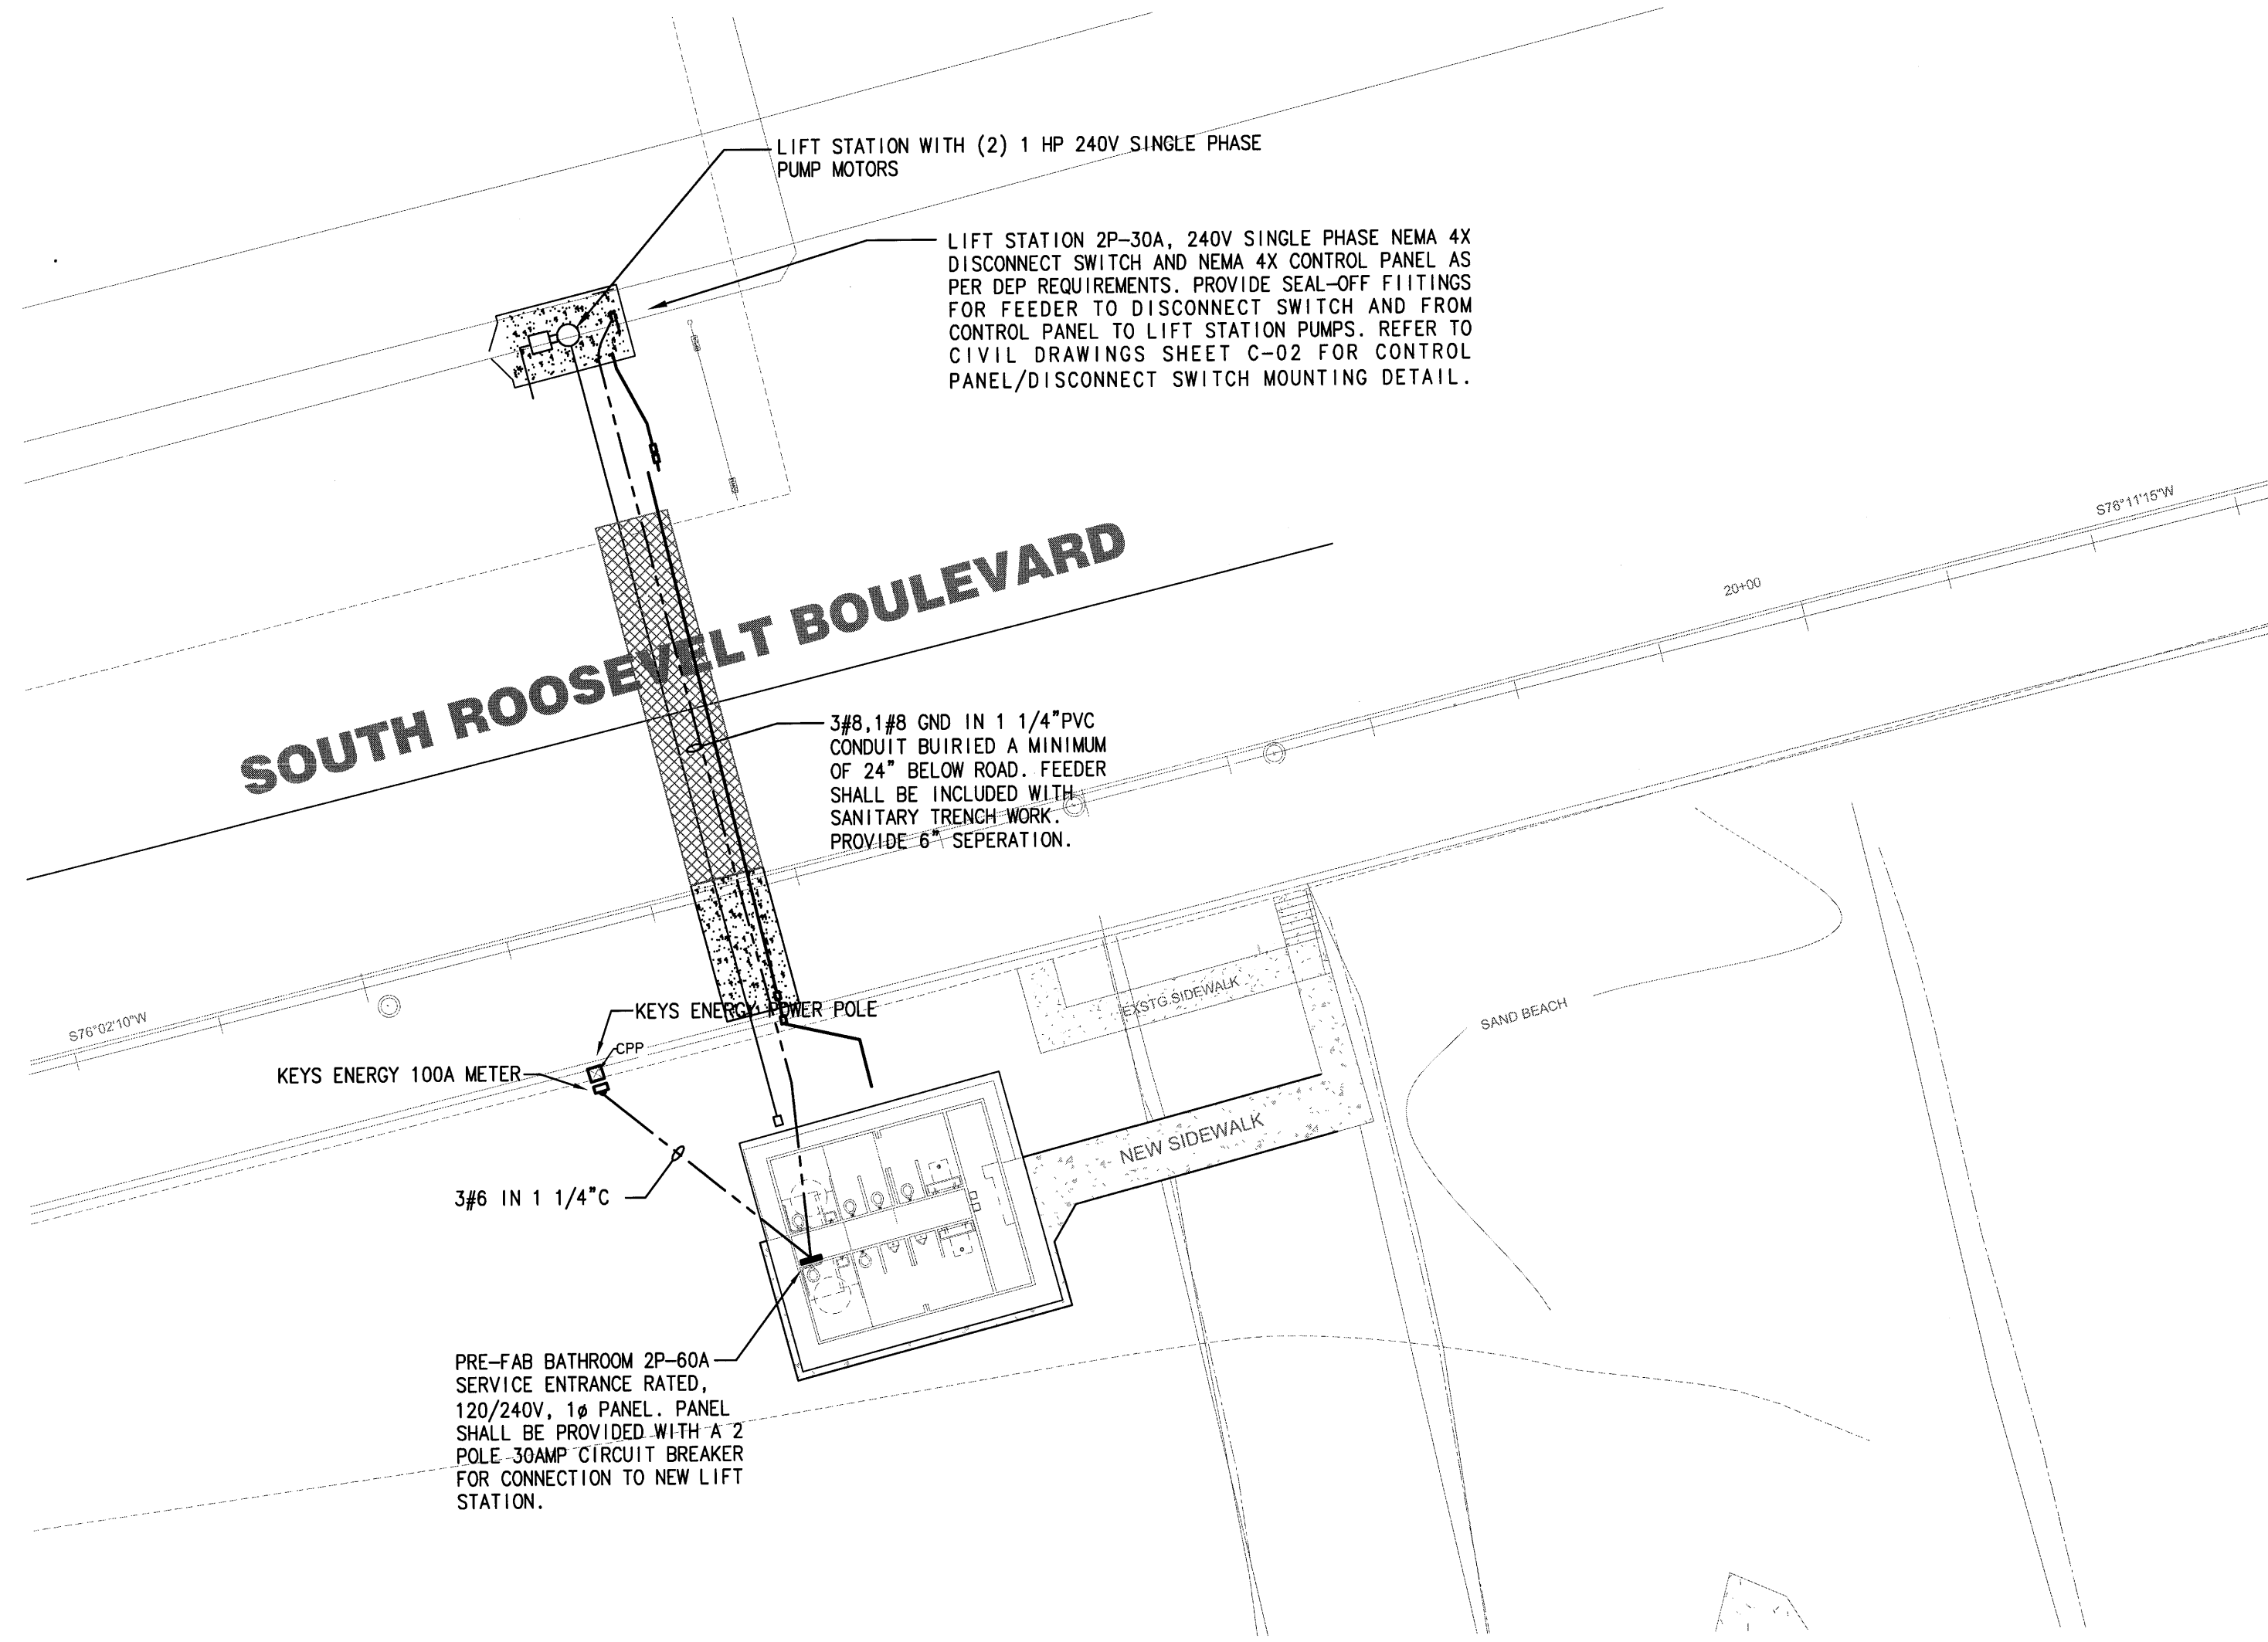 LIFT STATION WITH (2) 1 HP 240V SINGLE PHASE
PUMP MOTORS
LIFT STATION 2P-30A, 240V SINGLE PHASE NEMA 4X
DISCONNECT SWITCH AND NEMA 4X CONTROL PANEL AS
PER DEP REQUIREMENTS. PROVIDE SEAL-OFF FIITINGS
FOR FEEDER TO DISCONNECT SWITCH AND FROM
CONTROL PANEL TO LIFT STATION PUMPS. REFER TO
CIVIL DRAWINGS SHEET C-02 FOR CONTROL
PANEL/DISCONNECT SWITCH MOUNTING DETAIL.
S76°11'15"W
20+00
SOUTH ROOSEVELT BOULEVARD
3#8,1#8 GND IN 1 1/4"PVC
CONDUIT BUIRIED A MINIMUM
OF 24" BELOW ROAD. FEEDER
SHALL BE INCLUDED WITH
SANITARY TRENCH WORK.
PROVIDE 6" SEPERATION.
S76°02'10"W
EXSTG.SIDEWALK
SAND BEACH
KEYS ENERGY POWER POLE
CPP
KEYS ENERGY 100A METER
NEW SIDEWALK
3#6 IN 1 1/4"C
PRE-FAB BATHROOM 2P-60A
SERVICE ENTRANCE RATED,
120/240V, 1ø PANEL. PANEL
SHALL BE PROVIDED WITH A 2
POLE 30AMP CIRCUIT BREAKER
FOR CONNECTION TO NEW LIFT
STATION.